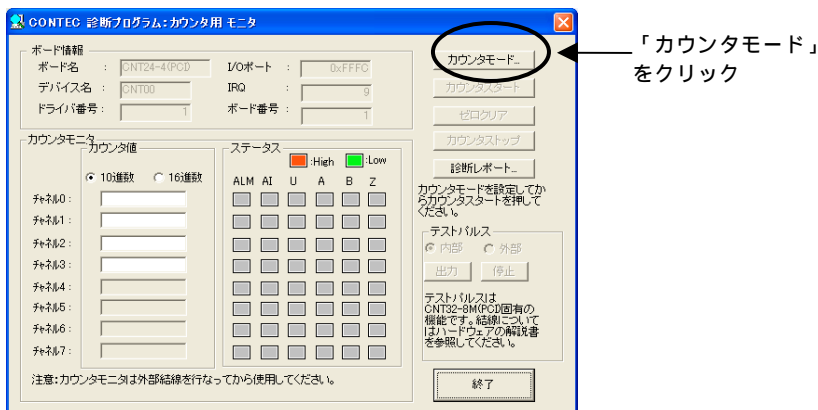 CONTEC 診断プログラム:カウンタ用 モニタ
ボード情報
ボード名 : CNT24-4(PCI) I/Oポート : 0xFFFC
デバイス名 : CNT00 IRQ : 9
ドライバ番号 : 1 ボード番号 : 1
カウンタモード...
カウンタスタート
ゼロクリア
カウンタストップ
診断レポート...
「カウンタモード」
をクリック
カウンタモニタ
カウンタ値
10進数 16進数
ステータス
:High :Low
ALM AI U A B Z
チャネル0 :
チャネル1 :
チャネル2 :
チャネル3 :
チャネル4 :
チャネル5 :
チャネル6 :
チャネル7 :
カウンタモードを設定してか
らカウンタスタートを押して
ください。
テストパルス
内部 外部
出力 停止
テストパルスは
CNT32-8M(PCI)固有の
機能です。結線について
はハードウェアの解説書
を参照してください。
注意:カウンタモニタは外部結線を行なってから使用してください。
終了